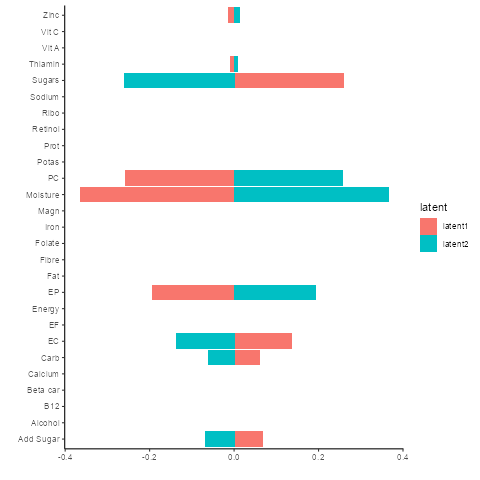 Zinc
Vit C
Vit A
Thiamin
Sugars
Sodium
Ribo
Retinol
Prot
Potas
PC
Moisture
Magn
Iron
Folate
Fibre
Fat
EP
Energy
EF
EC
Carb
Calcium
Beta car
B12
Alcohol
Add Sugar
-0.4 -0.2 0.0 0.2 0.4
latent
latent1
latent2